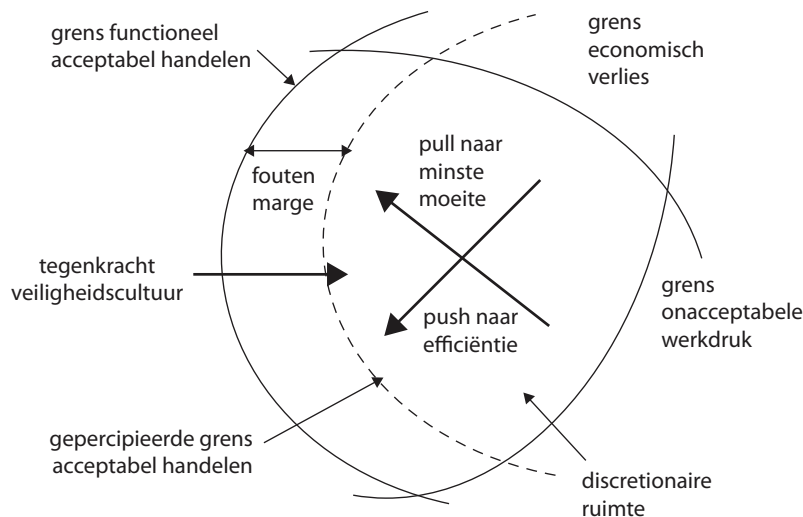 grens functioneel
acceptabel handelen
grens
economisch
verlies
pull naar
minste
moeite
fouten
marge
tegenkracht
veiligheidscultuur
push naar
efficiëntie
grens
onacceptabele
werkdruk
gepercipieerde grens
acceptabel handelen
discretionaire
ruimte